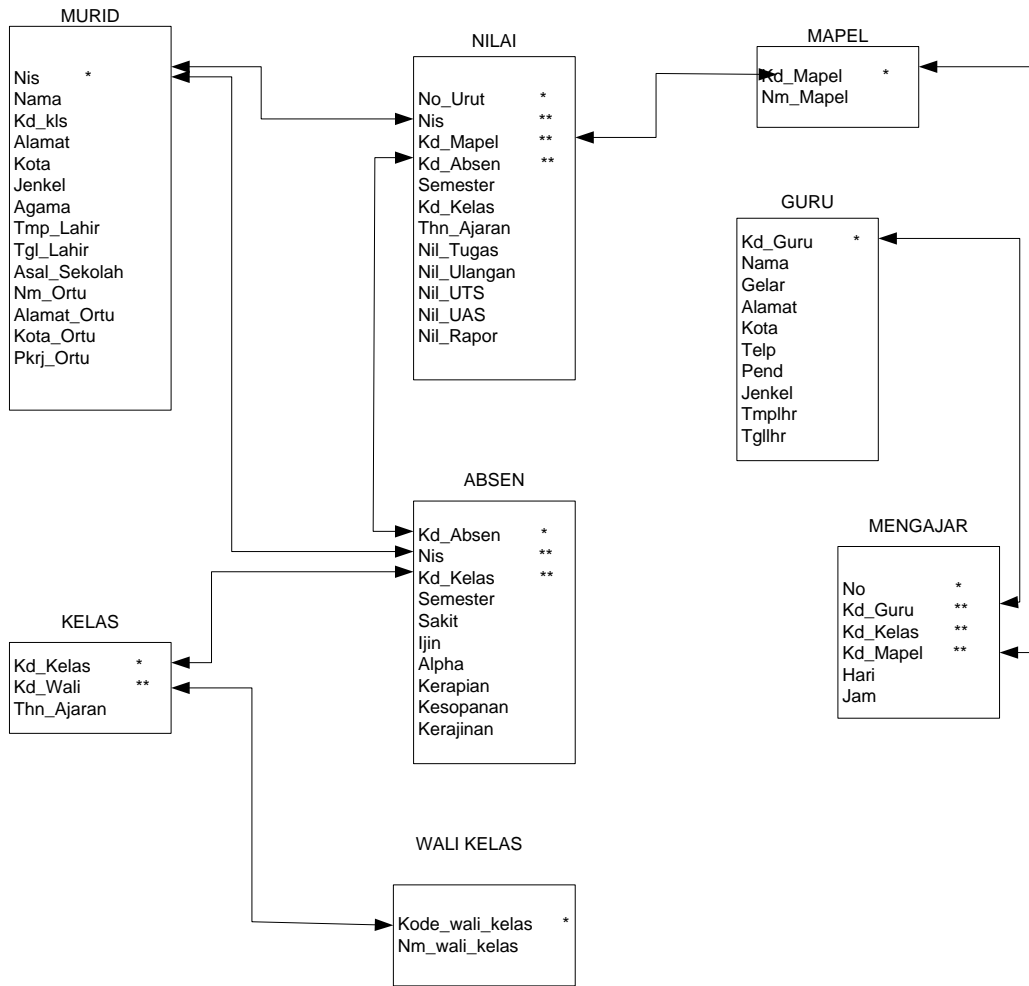 MURID
Nis *
Nama
Kd_kls
Alamat
Kota
Jenkel
Agama
Tmp_Lahir
Tgl_Lahir
Asal_Sekolah
Nm_Ortu
Alamat_Ortu
Kota_Ortu
Pkrj_Ortu
NILAI
No_Urut *
Nis **
Kd_Mapel **
Kd_Absen **
Semester
Kd_Kelas
Thn_Ajaran
Nil_Tugas
Nil_Ulangan
Nil_UTS
Nil_UAS
Nil_Rapor
MAPEL
Kd_Mapel *
Nm_Mapel
GURU
Kd_Guru *
Nama
Gelar
Alamat
Kota
Telp
Pend
Jenkel
Tmplhr
Tgllhr
ABSEN
Kd_Absen *
Nis **
Kd_Kelas **
Semester
Sakit
Ijin
Alpha
Kerapian
Kesopanan
Kerajinan
MENGAJAR
No *
Kd_Guru **
Kd_Kelas **
Kd_Mapel **
Hari
Jam
KELAS
Kd_Kelas *
Kd_Wali **
Thn_Ajaran
WALI KELAS
Kode_wali_kelas *
Nm_wali_kelas